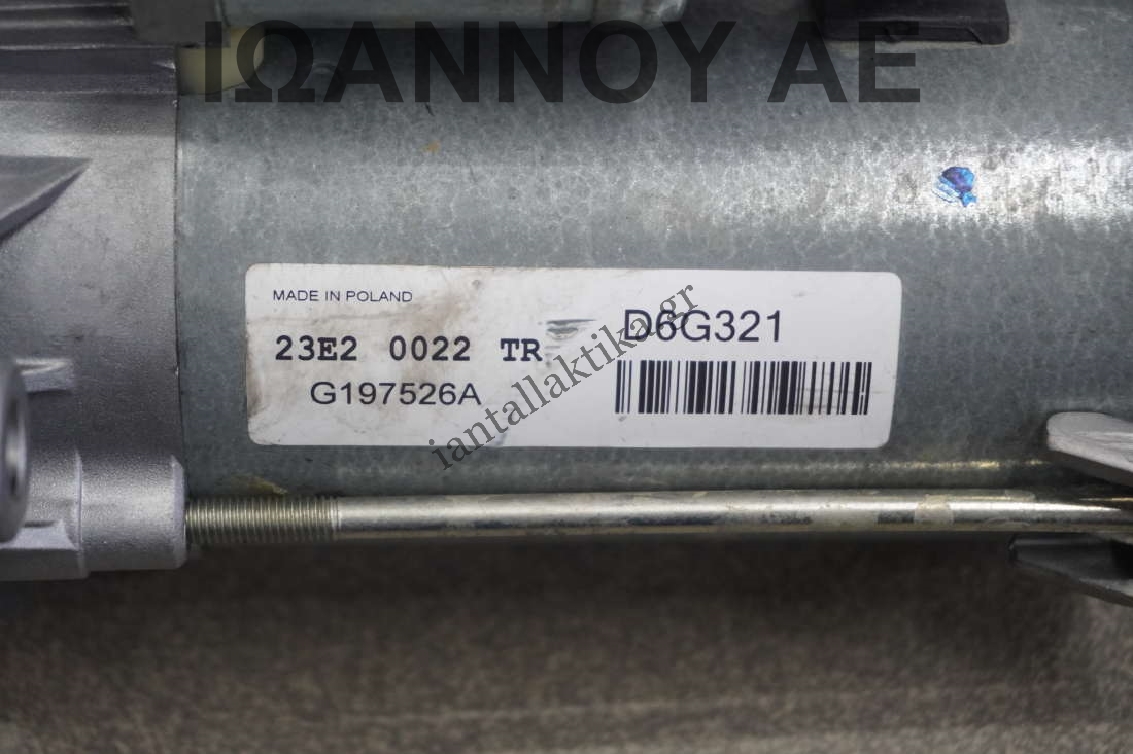 ΙΩΑΝΝΟΥ ΑΕ
MADE IN POLAND
23E2 0022 TR
D6G321
G197526A
iantallaktika.gr